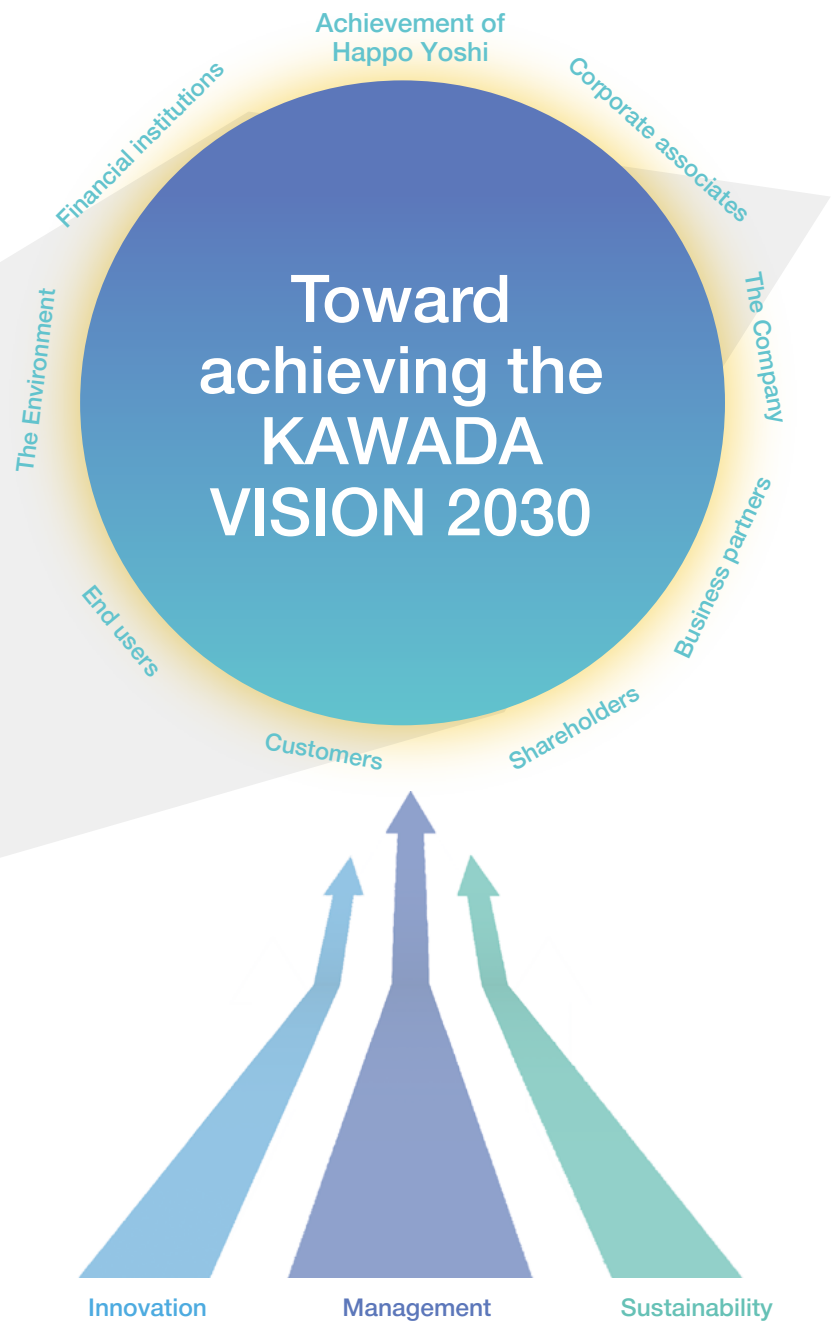 Achievement of
Happo Yoshi
Corporate associates
The Company
Business partners
Shareholders
Customers
End users
The Environment
Financial institutions
Toward
achieving the
KAWADA
VISION 2030
Innovation
Management
Sustainability